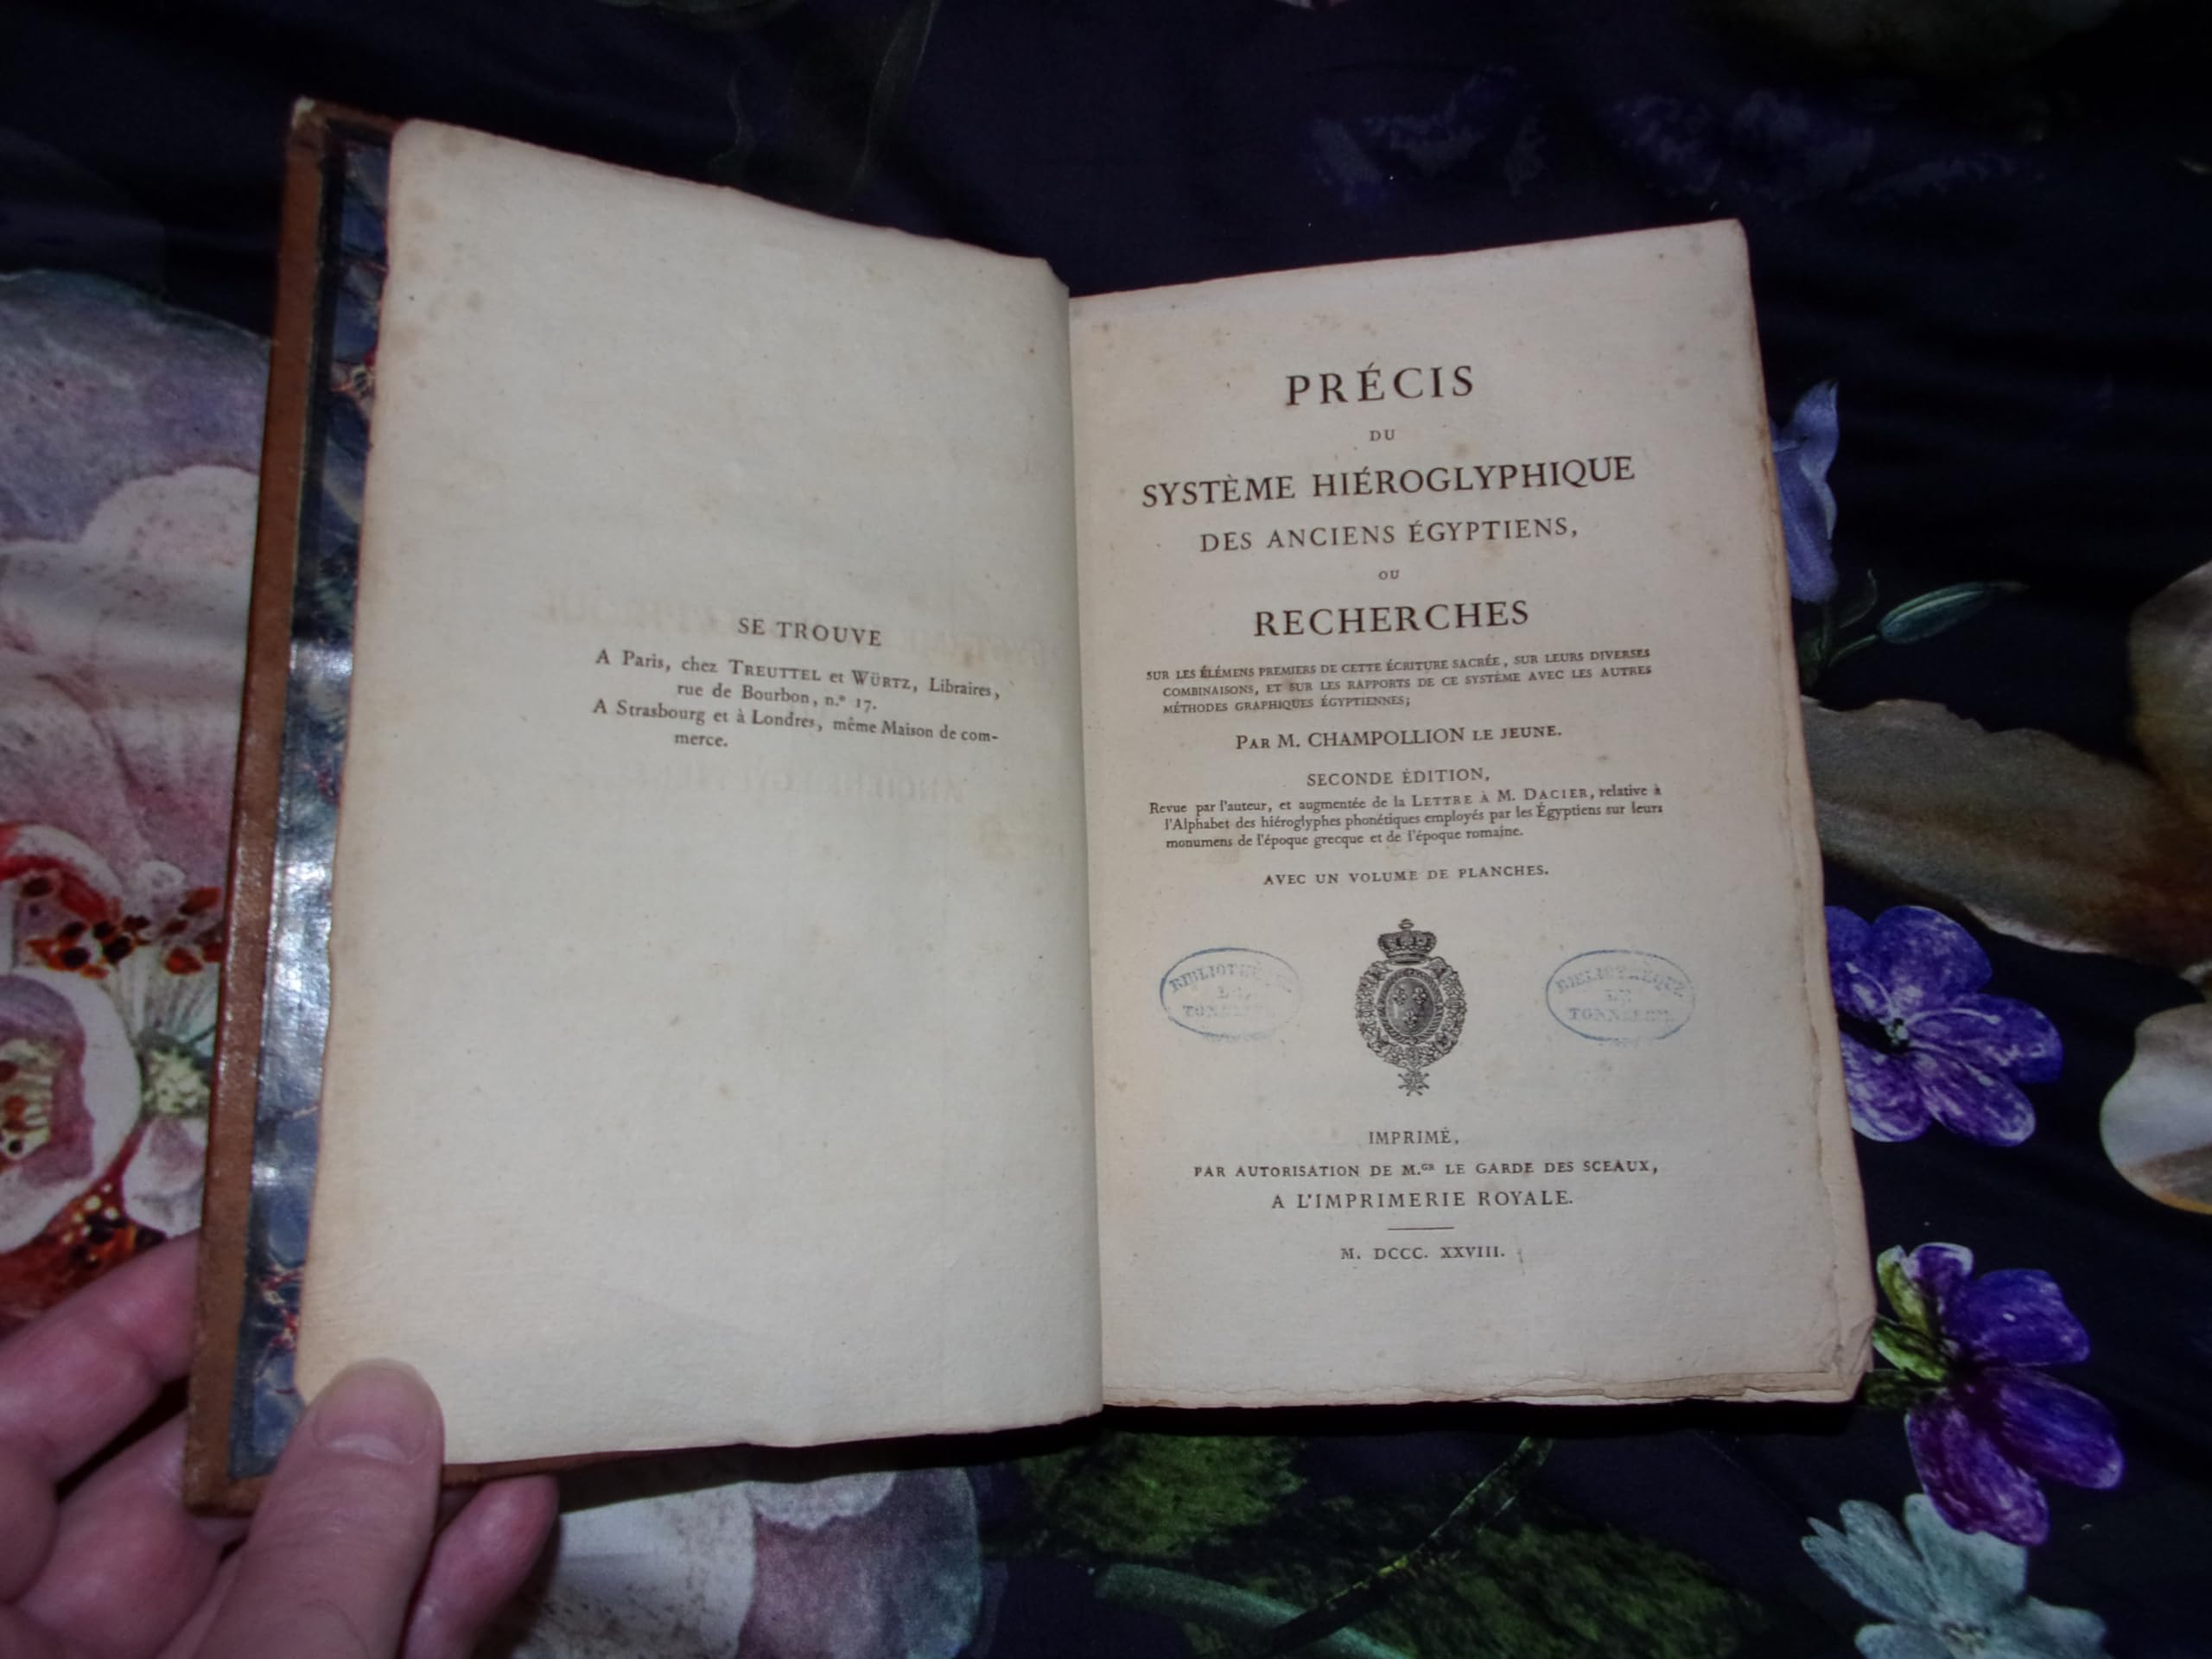 SE TROUVE
A Paris, chez TREUTTEL et WÜRTZ, Libraires,
rue de Bourbon, n.° 17.
A Strasbourg et à Londres, même Maison de com-
merce.
PRÉCIS
DU
SYSTÈME HIÉROGLYPHIQUE
DES ANCIENS ÉGYPTIENS,
OU
RECHERCHES
SUR LES ÉLÉMENS PREMIERS DE CETTE ÉCRITURE SACRÉE, SUR LEURS DIVERSES
COMBINAISONS, ET SUR LES RAPPORTS DE CE SYSTÈME AVEC LES AUTRES
MÉTHODES GRAPHIQUES ÉGYPTIENNES;
PAR M. CHAMPOLLION LE JEUNE.
SECONDE ÉDITION,
Revue par l'auteur, et augmentée de la LETTRE À M. DACIER, relative à
l'Alphabet des hiéroglyphes phonétiques employés par les Égyptiens sur leurs
monumens de l'époque grecque et de l'époque romaine.
AVEC UN VOLUME DE PLANCHES.
BIBLIOTHÈQUE
BIBLIOTHÈQUE
IMPRIMÉ,
PAR AUTORISATION DE M.GR LE GARDE DES SCEAUX,
A L'IMPRIMERIE ROYALE.
M. DCCC. XXVIII.